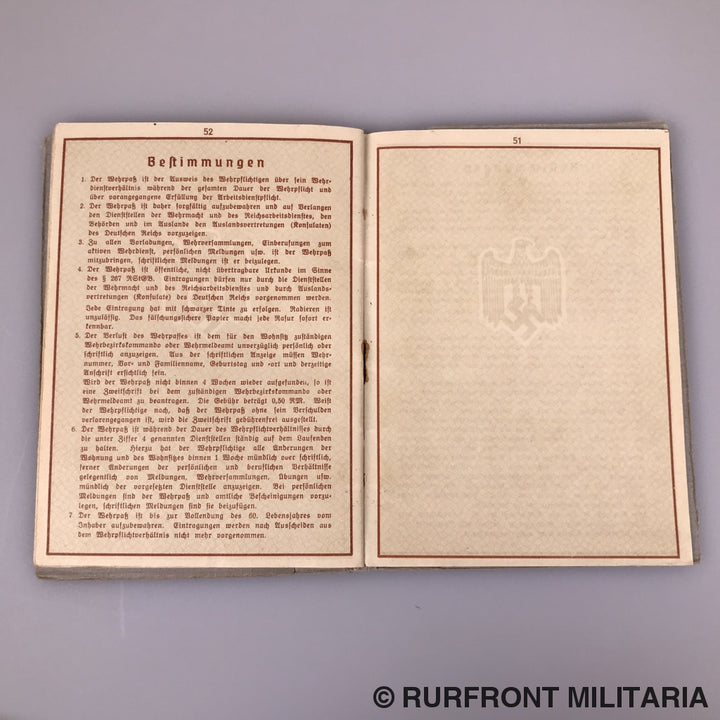 52
Bestimmungen
1. Der Wehrpaß ist der Ausweis des Wehrpflichtigen über sein Wehr-
dienstverhältnis während der gesamten Dauer der Wehrpflicht und
über vorangegangene Erfüllung der Arbeitsdienstpflicht.
2. Der Wehrpaß ist daher sorgfältig aufzubewahren und auf Verlangen
den Dienststellen der Wehrmacht und des Reichsarbeitsdienstes, den
Behörden und im Auslande den Auslandsvertretungen (Konsulaten)
des Deutschen Reichs vorzuzeigen.
3. Zu allen Vorladungen, Wehrversammlungen, Einberufungen zum
aktiven Wehrdienst, persönlichen Meldungen usw. ist der Wehrpaß
mitzubringen, schriftlichen Meldungen ist er beizulegen.
4. Der Wehrpaß ist öffentliche, nicht übertragbare Urkunde im Sinne
des § 267 RStGB. Eintragungen dürfen nur durch die Dienststellen
der Wehrmacht und des Reichsarbeitsdienstes und durch Auslands-
vertretungen (Konsulate) des Deutschen Reichs vorgenommen werden.
Jede Eintragung hat mit schwarzer Tinte zu erfolgen. Radieren ist
unzulässig. Das fälschungssichere Papier macht jede Rasur sofort er-
kennbar.
5. Der Verlust des Wehrpasses ist dem für den Wohnsitz zuständigen
Wehrbezirkskommando oder Wehrmeldeamt unverzüglich persönlich oder
schriftlich anzuzeigen. Aus der schriftlichen Anzeige müssen Wehr-
nummer, Vor- und Familienname, Geburtstag und -ort und derzeitige
Anschrift ersichtlich sein.
Wird der Wehrpaß nicht binnen 4 Wochen wieder aufgefunden, so ist
eine Zweitschrift bei dem zuständigen Wehrbezirkskommando oder
Wehrmeldeamt zu beantragen. Die Gebühr beträgt 0,50 RM. Weist
der Wehrpflichtige nach, daß der Wehrpaß ohne sein Verschulden
verlorengegangen ist, wird die Zweitschrift gebührenfrei ausgestellt.
6. Der Wehrpaß ist während der Dauer des Wehrpflichtverhältnisses durch
die unter Ziffer 4 genannten Dienststellen ständig auf dem Laufenden
zu halten. Hierzu hat der Wehrpflichtige alle Änderungen der
Wohnung und des Wohnsitzes binnen 1 Woche mündlich oder schriftlich,
ferner Änderungen der persönlichen und beruflichen Verhältnisse
gelegentlich von Meldungen, Wehrversammlungen, Übungen usw.
mündlich der vorgesetzten Dienststelle anzuzeigen. Bei persönlichen
Meldungen sind der Wehrpaß und amtliche Bescheinigungen vorzu-
legen, schriftlichen Meldungen sind sie beizufügen.
7. Der Wehrpaß ist bis zur Vollendung des 60. Lebensjahres vom
Inhaber aufzubewahren. Eintragungen werden nach Ausscheiden aus
dem Wehrpflichtverhältnis nicht mehr vorgenommen.
51
© RURFRONT MILITARIA